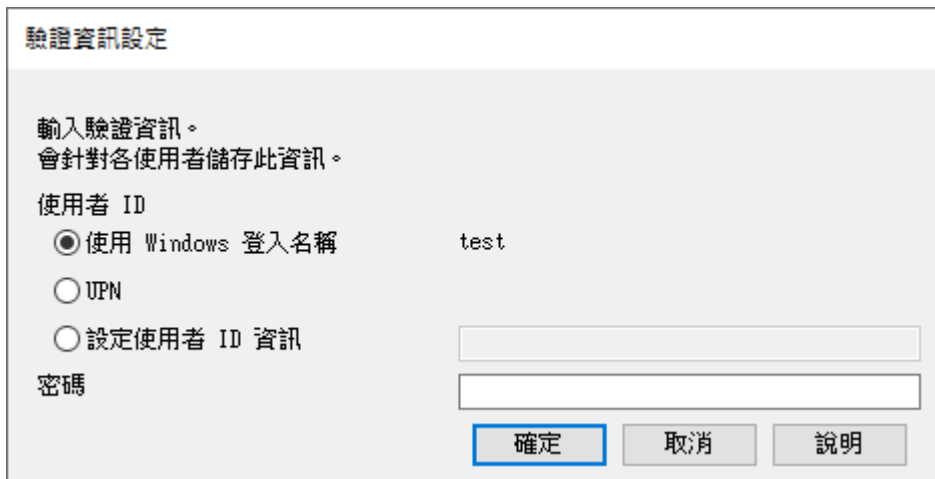 驗證資訊設定
輸入驗證資訊。
會針對各使用者儲存此資訊。
使用者 ID
使用 Windows 登入名稱 test
UPN
設定使用者 ID 資訊
密碼
確定 取消 說明